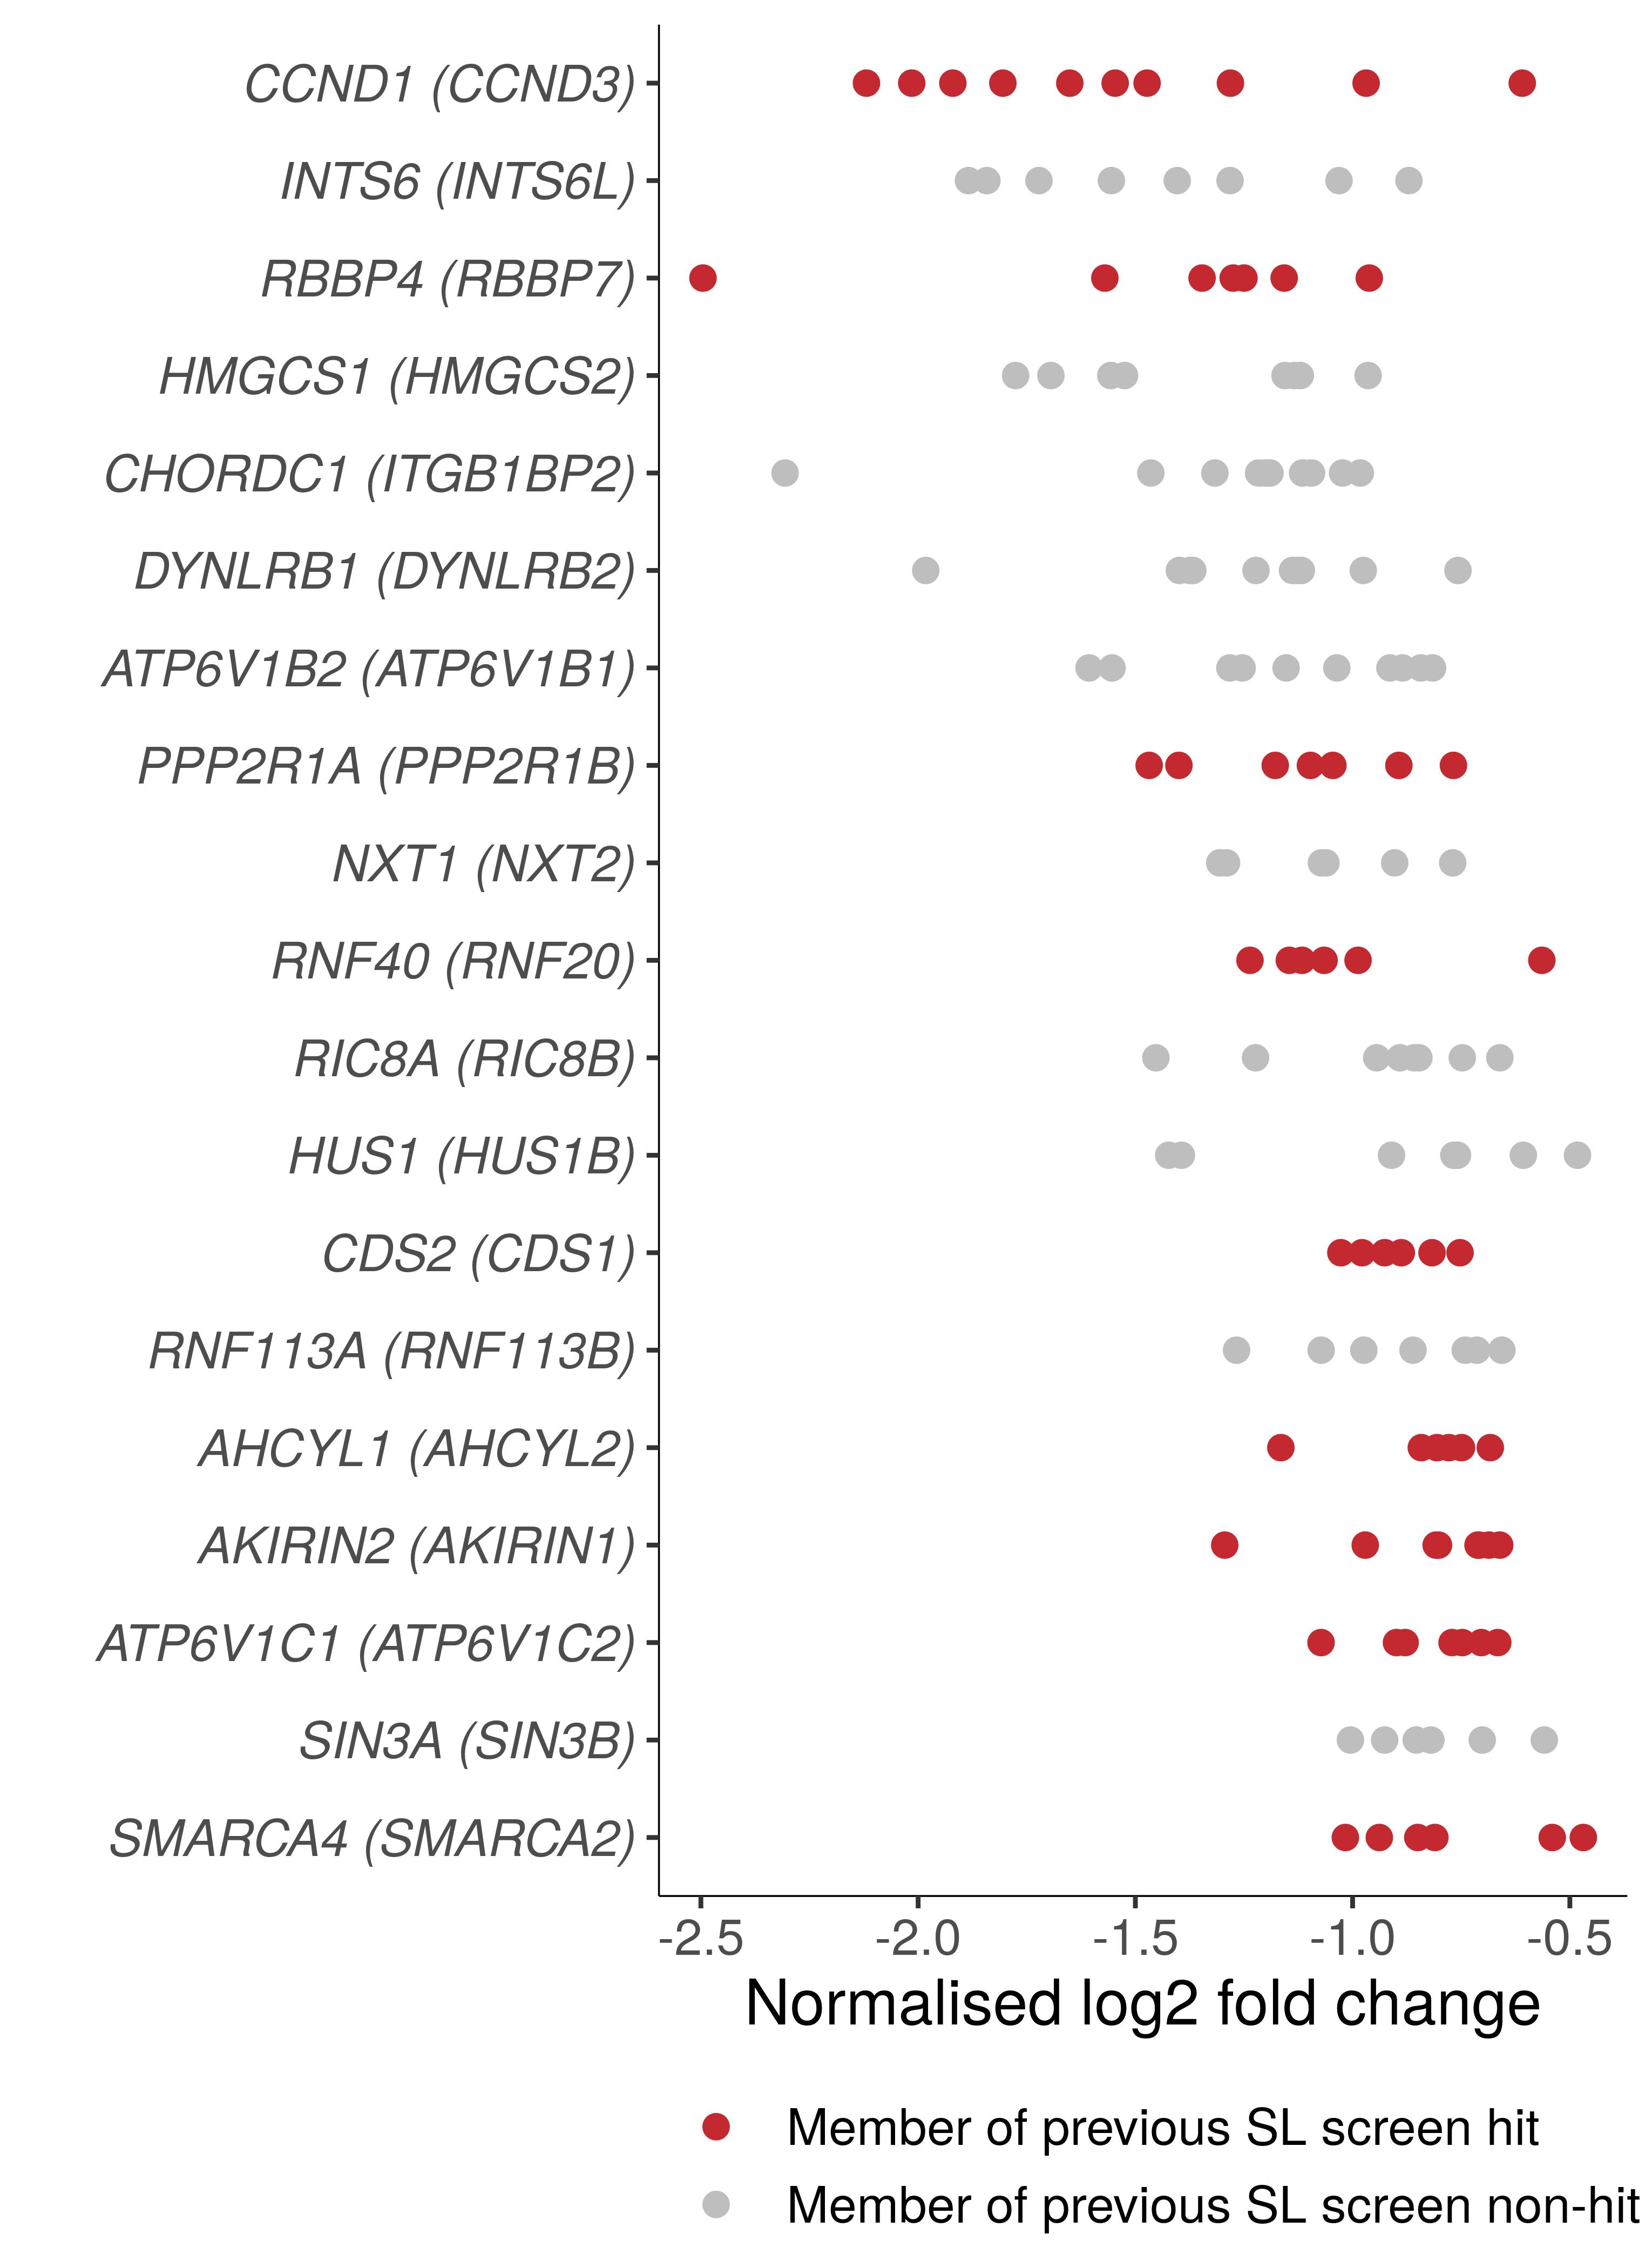 CCND1 (CCND3)
INTS6 (INTS6L)
RBBP4 (RBBP7)
HMGCS1 (HMGCS2)
CHORDC1 (ITGB1BP2)
DYNLRB1 (DYNLRB2)
ATP6V1B2 (ATP6V1B1)
PPP2R1A (PPP2R1B)
NXT1 (NXT2)
RNF40 (RNF20)
RIC8A (RIC8B)
HUS1 (HUS1B)
CDS2 (CDS1)
RNF113A (RNF113B)
AHCYL1 (AHCYL2)
AKIRIN2 (AKIRIN1)
ATP6V1C1 (ATP6V1C2)
SIN3A (SIN3B)
SMARCA4 (SMARCA2)
-2.5 -2.0 -1.5 -1.0 -0.5
Normalised log2 fold change
Member of previous SL screen hit
Member of previous SL screen non-hit